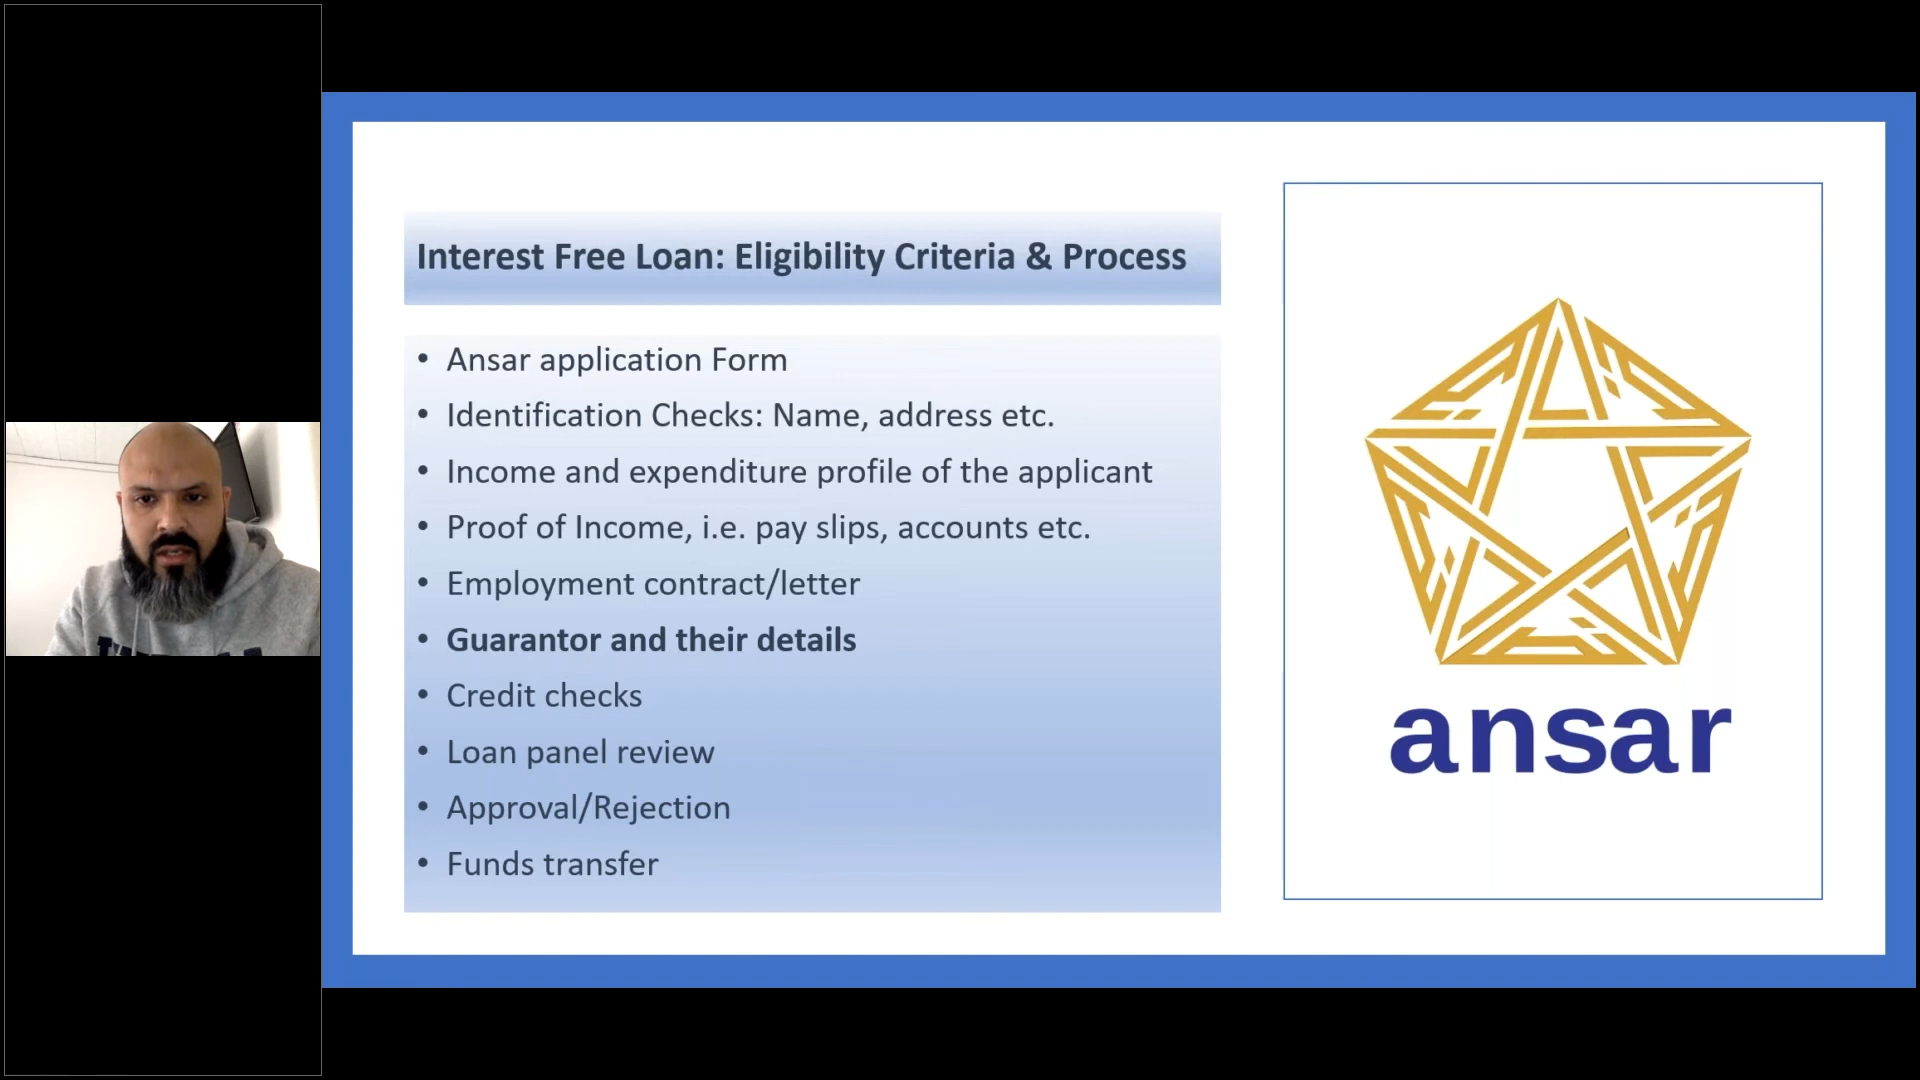 Interest Free Loan: Eligibility Criteria & Process
• Ansar application Form
• Identification Checks: Name, address etc.
• Income and expenditure profile of the applicant
• Proof of Income, i.e. pay slips, accounts etc.
• Employment contract/letter
• Guarantor and their details
• Credit checks
• Loan panel review
• Approval/Rejection
• Funds transfer
ansar